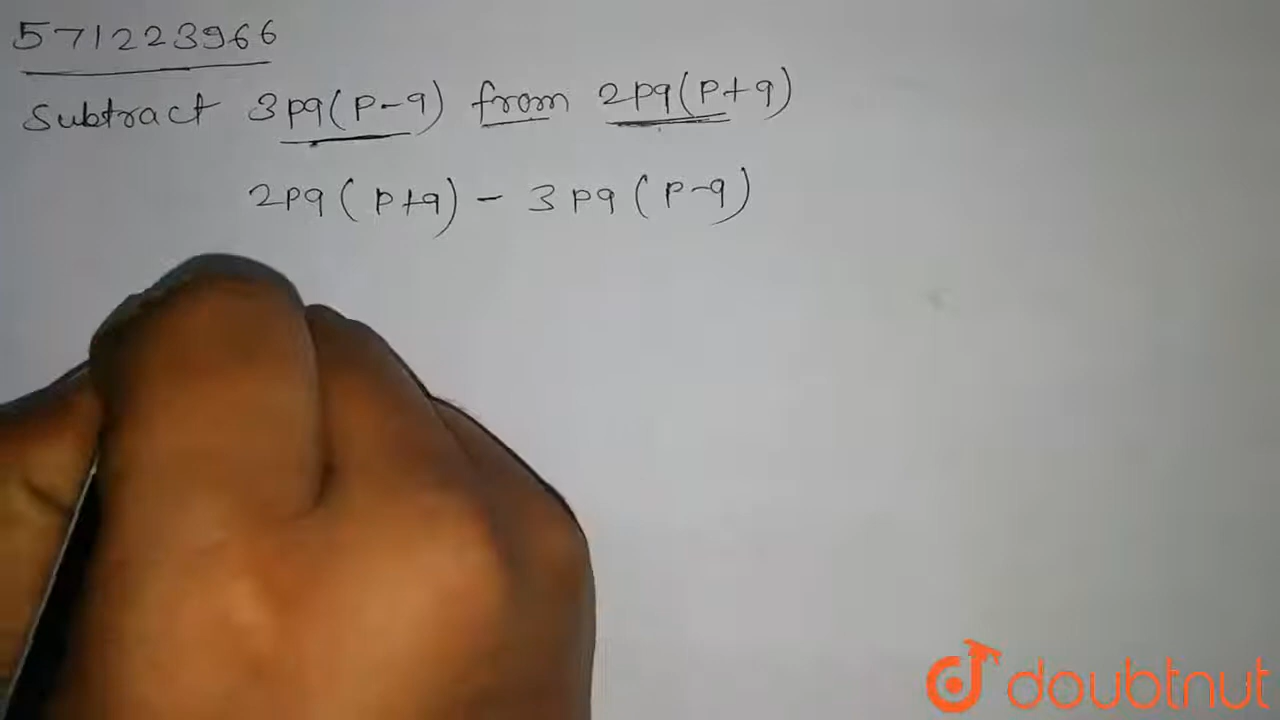 571223966
Subtract 3pq(p-q) from 2pq(p+q)
2pq(p+q) - 3pq(p-q)
doubtnut